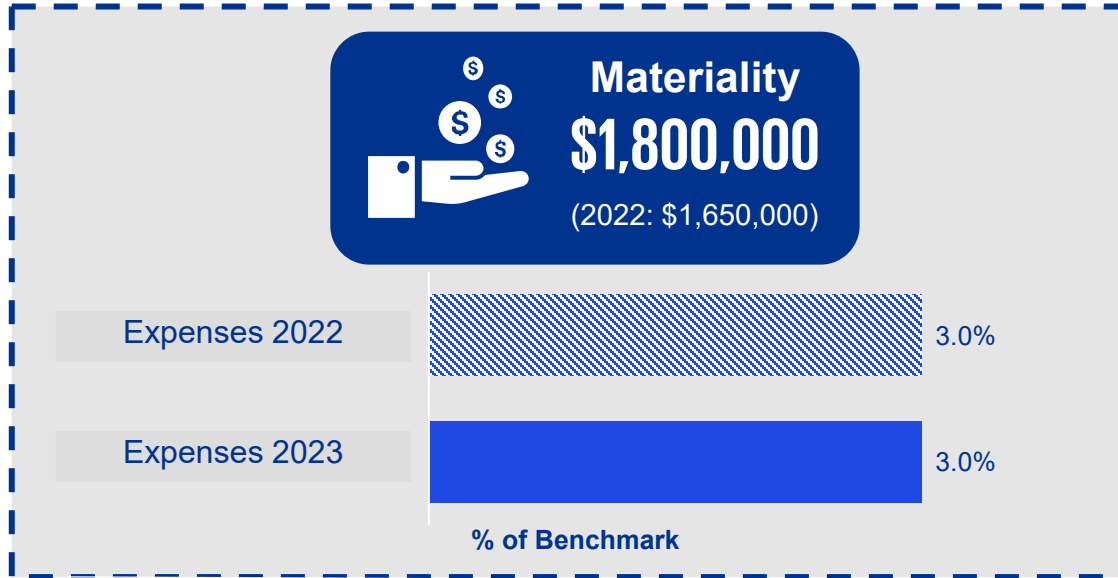 $
$
$
$
Materiality
$1,800,000
(2022: $1,650,000)
Expenses 2022
3.0%
Expenses 2023
3.0%
% of Benchmark